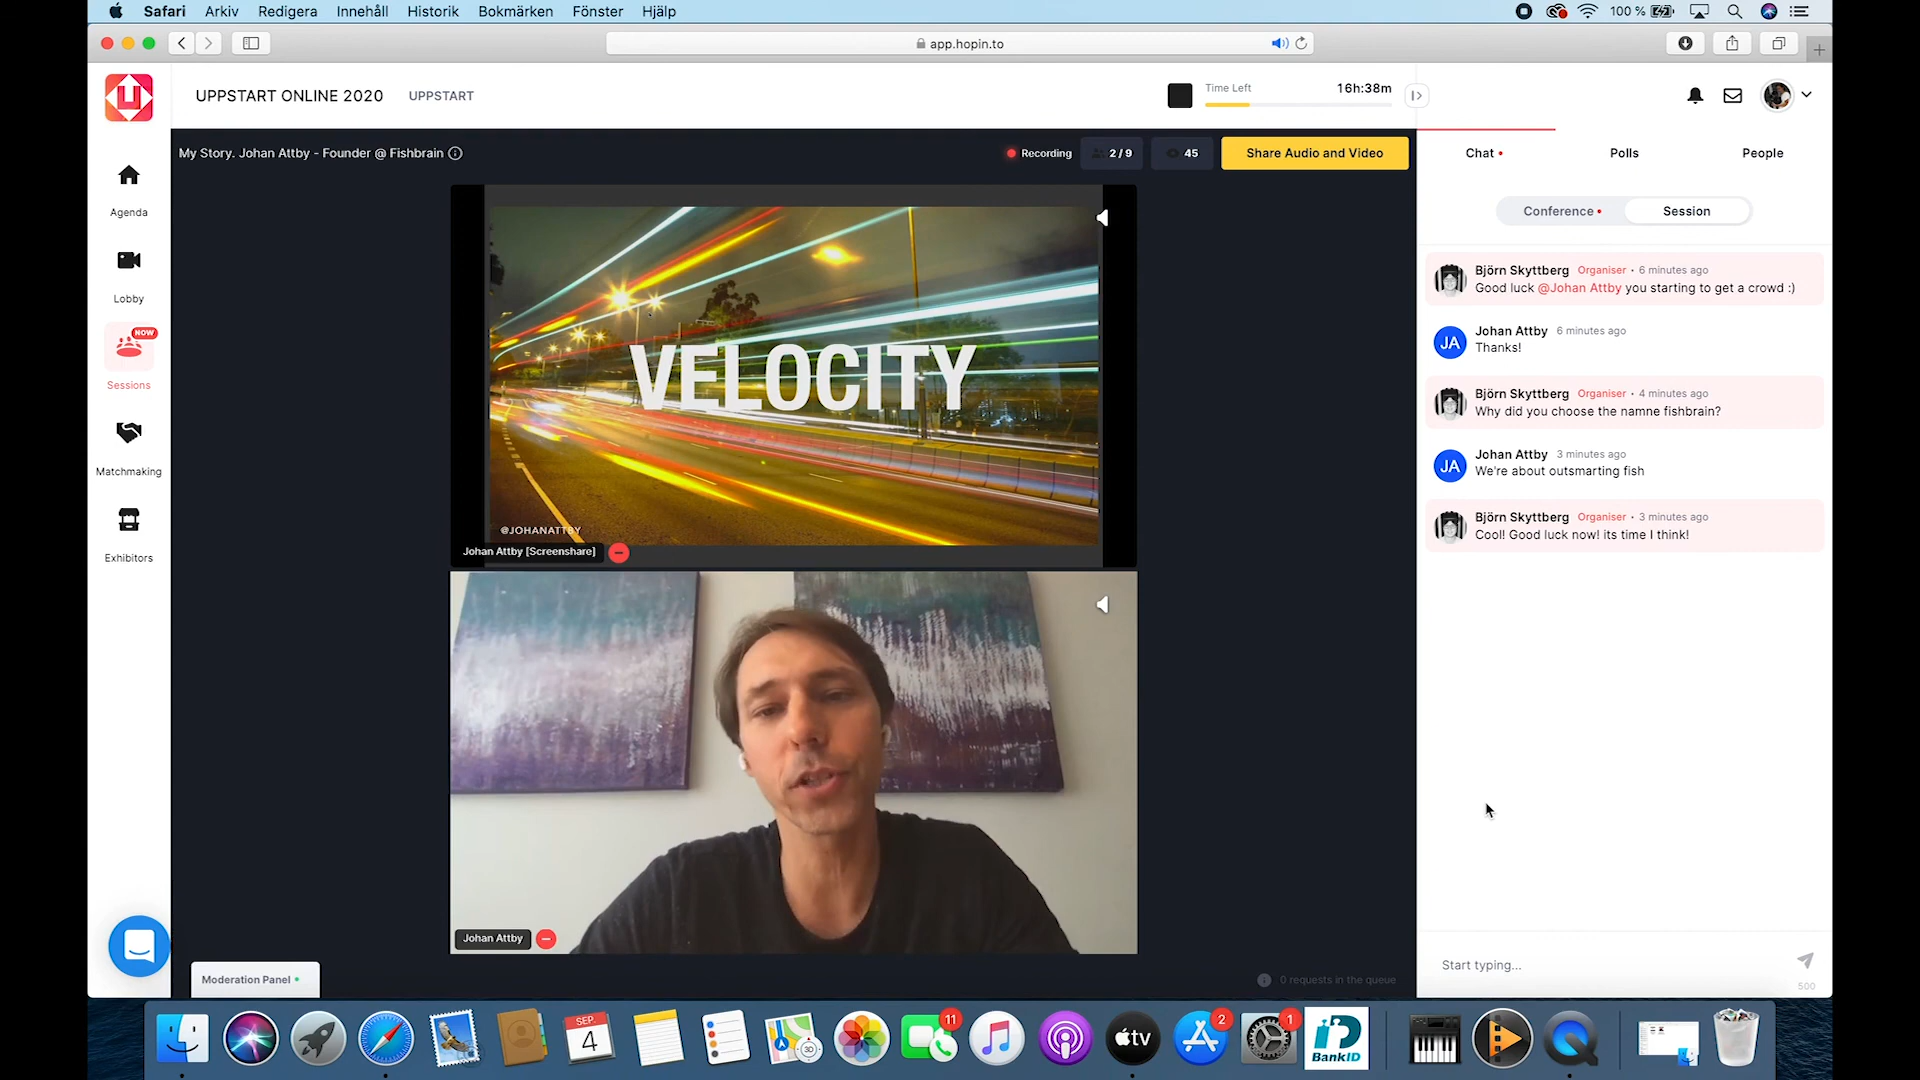 Safari Arkiv Redigera Innehåll Historik Bokmärken Fönster Hjälp
100 %
app.hopin.to
UPPSTART ONLINE 2020 UPPSTART
Time Left 16h:38m
My Story. Johan Attby - Founder @ Fishbrain
Recording 2 / 9 45 Share Audio and Video
Chat Polls People
Conference Session
Agenda
Lobby
NOW
Sessions
Matchmaking
Exhibitors
VELOCITY
@JOHANATTBY
Johan Attby [Screenshare]
Johan Attby
Björn Skyttberg Organiser • 6 minutes ago
Good luck @Johan Attby you starting to get a crowd :)
JA
Johan Attby 6 minutes ago
Thanks!
Björn Skyttberg Organiser • 4 minutes ago
Why did you choose the namne fishbrain?
JA
Johan Attby 3 minutes ago
We're about outsmarting fish
Björn Skyttberg Organiser • 3 minutes ago
Cool! Good luck now! its time I think!
Start typing...
500
Moderation Panel
0 requests in the queue
SEP
4
30
11
tv
2
1
BankID